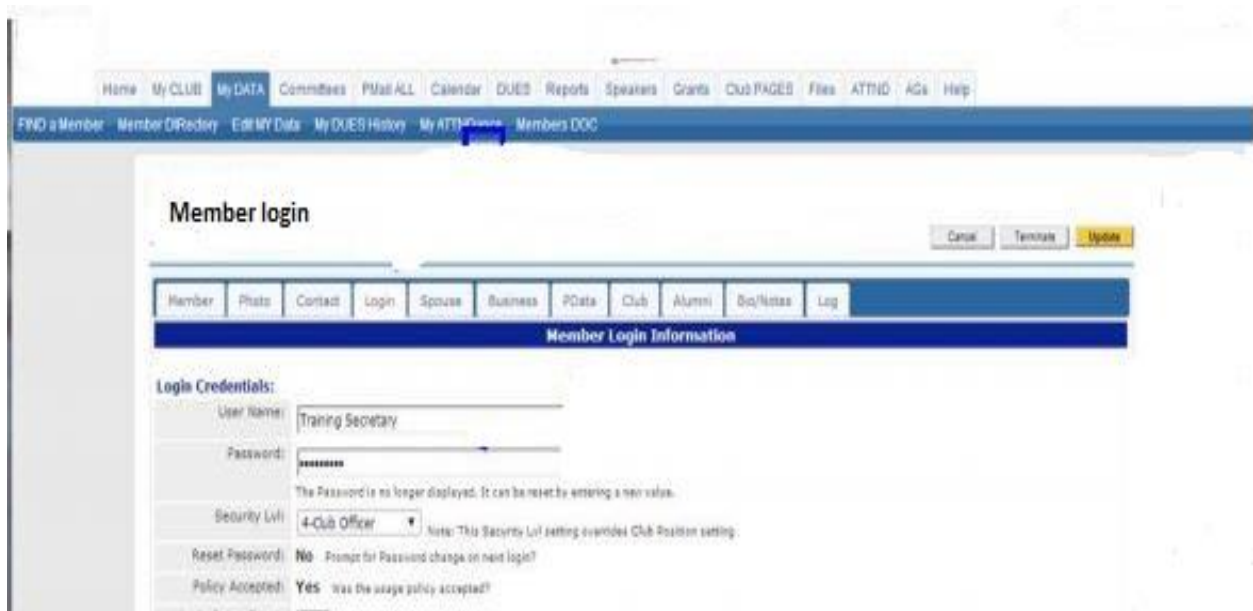 Home My CLUB My DATA Committees PMail ALL Calendar DUES Reports Speakers Grants Club PAGES Files ATTND AGs Help
FIND a Member Member DIRectory Edit MY Data My DUES History My ATTNDance Members DOC
Member login
Cancel Terminate Update
Member Photo Contact Login Spouse Business PData Club Alumni Bio/Notes Log
Member Login Information
Login Credentials:
User Name: Training Secretary
Password: •••••••••
The Password is no longer displayed. It can be reset by entering a new value.
Security Lvl: 4-Club Officer Note: This Security Lvl setting overrides Club Position setting
Reset Password: No Prompt for Password change on next login?
Policy Accepted: Yes Was the usage policy accepted?